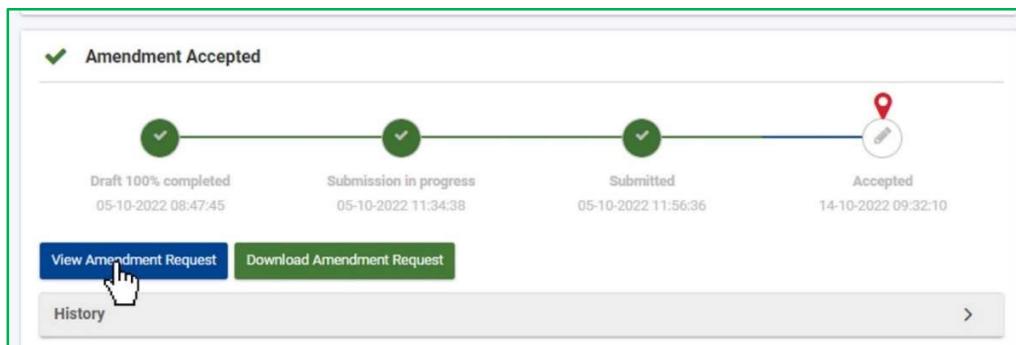 Amendment Accepted
Draft 100% completed
05-10-2022 08:47:45
Submission in progress
05-10-2022 11:34:38
Submitted
05-10-2022 11:56:36
Accepted
14-10-2022 09:32:10
View Amendment Request
Download Amendment Request
History